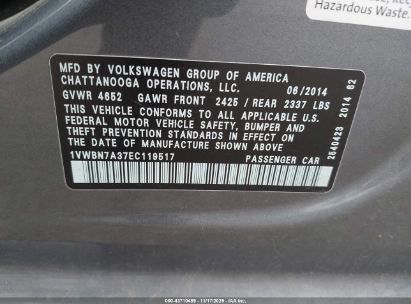 Hazardous Waste.
MFD BY VOLKSWAGEN GROUP OF AMERICA
CHATTANOOGA OPERATIONS, LLC. 06/2014
GVWR 4652 GAWR FRONT 2425 / REAR 2337 LBS
THIS VEHICLE CONFORMS TO ALL APPLICABLE U.S.
FEDERAL MOTOR VEHICLE SAFETY, BUMPER AND
THEFT PREVENTION STANDARDS IN EFFECT ON
THE DATE OF MANUFACTURE SHOWN ABOVE
1VWBN7A37EC119517 PASSENGER CAR
2540423 2014 62